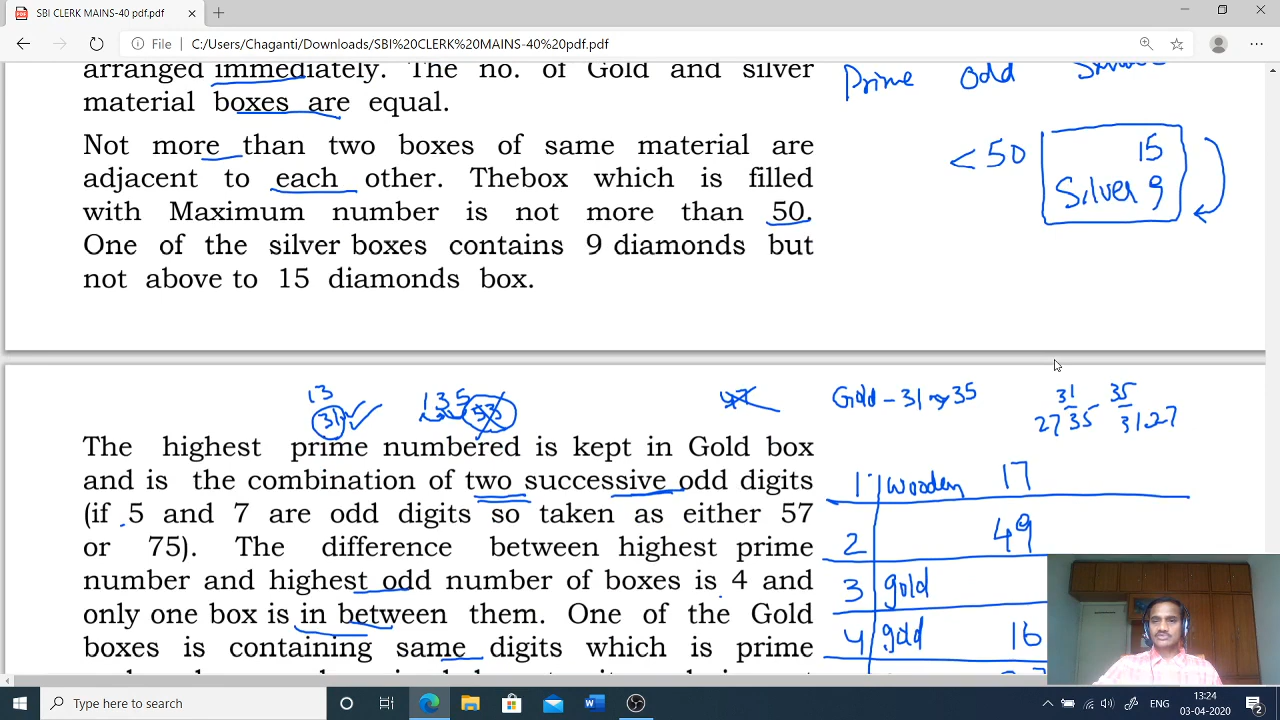 SBI CLERK MAINS-40 pdf.pdf
File | C:/Users/Chaganti/Downloads/SBI%20CLERK%20MAINS-40%20pdf.pdf
arranged immediately. The no. of Gold and silver
material boxes are equal.
Prime Odd
Not more than two boxes of same material are
adjacent to each other. Thebox which is filled
with Maximum number is not more than 50.
One of the silver boxes contains 9 diamonds but
not above to 15 diamonds box.
< 50
15
Silver 9
13
31
135
Gold - 31 35
31 35
27 35 - 31.27
The highest prime numbered is kept in Gold box
and is the combination of two successive odd digits
(if 5 and 7 are odd digits so taken as either 57
or 75). The difference between highest prime
number and highest odd number of boxes is 4 and
only one box is in between them. One of the Gold
boxes is containing same digits which is prime
1 wooden 17
2 49
3 gold
4 gold 16
Type here to search
ENG
13:24
03-04-2020
2